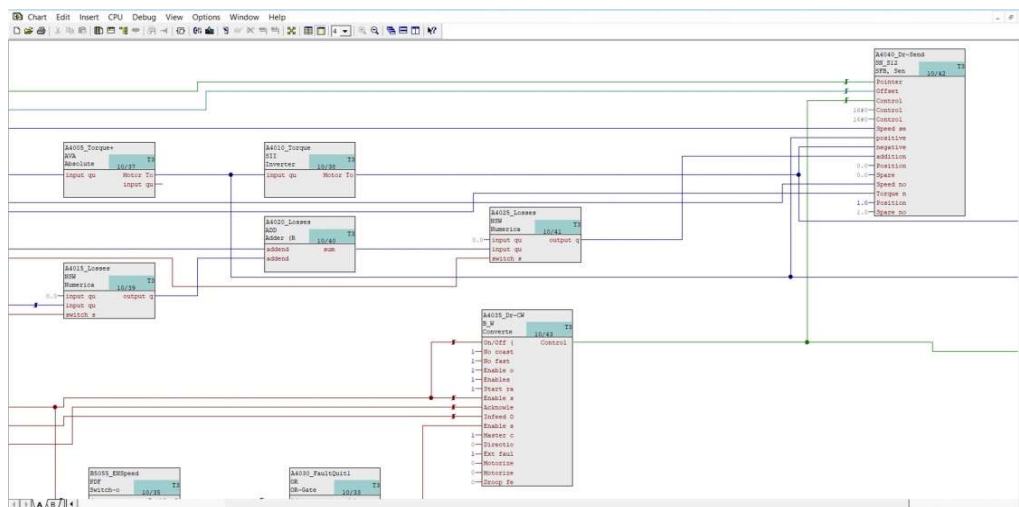 Chart Edit Insert CPU Debug View Options Window Help
4
A4040_Dr-Send
SN_S12
SFB, Sen T3
10/42
Pointer
Offset
Control
16#0 Control
16#0 Control
Speed se
positive
negative
addition
0.0 Position
0.0 Spare
Speed no
Torque n
1.0 Position
1.0 Spare no
A4005_Torque+
AVA T3
Absolute 10/37
input qu Motor To
input qu
A4010_Torque
SII T3
Inverter 10/38
input qu Motor To
A4020_Losses
ADD T3
Adder (R 10/40
addend sum
addend
A4025_Losses
NSW T3
Numerica 10/41
0.0 input qu output q
input qu
switch s
A4015_Losses
NSW T3
Numerica 10/39
0.0 input qu output q
input qu
switch s
A4035_Dr-CW
B_W T3
Converte 10/43
On/Off ( Control
1 No coast
1 No fast
1 Enable o
1 Enables
1 Start ra
Enable s
Acknowle
Infeed O
Enable s
1 Master c
0 Directio
1 Ext faul
0 Motorize
0 Motorize
0 Droop fe
B5055_ENSpeed
PDF T3
Switch-o 10/35
A4030_FaultQuit1
OR T3
OR-Gate 10/33
A B